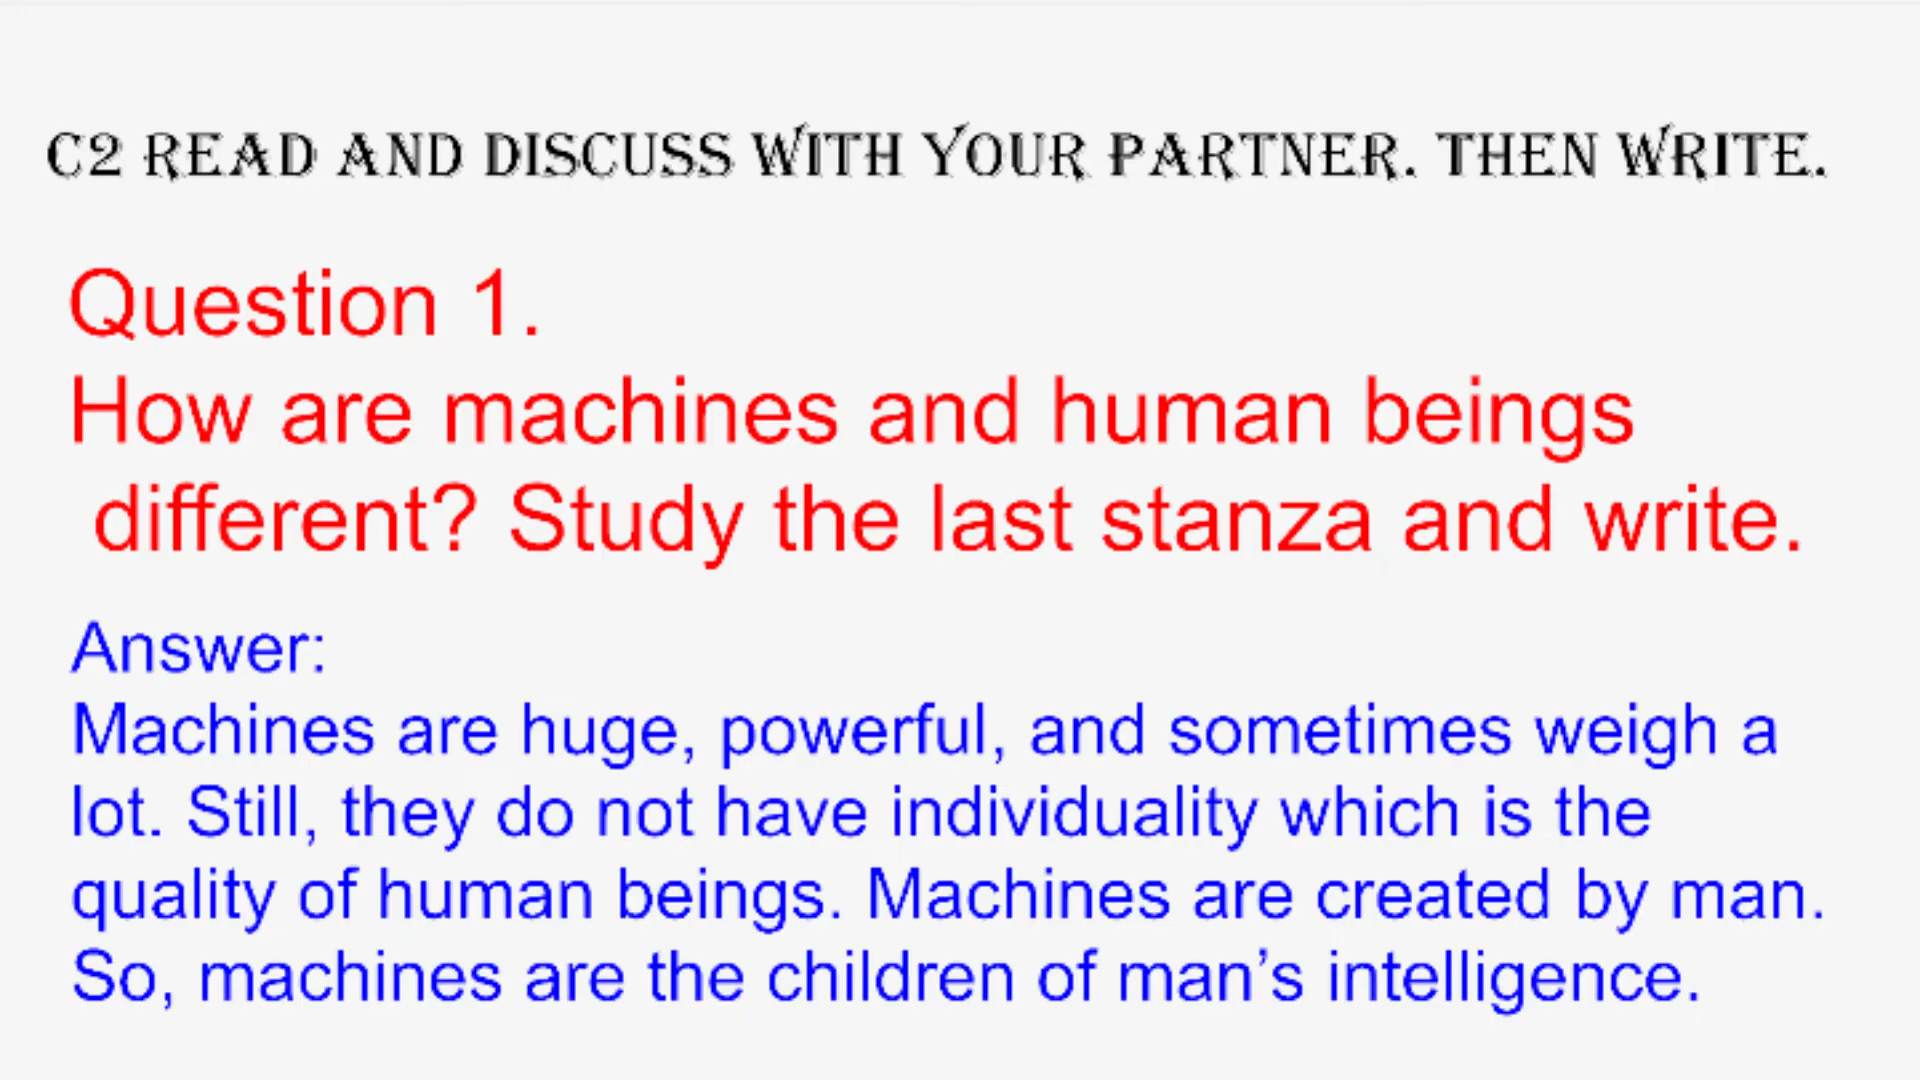 C2 READ AND DISCUSS WITH YOUR PARTNER. THEN WRITE.
Question 1.
How are machines and human beings
different? Study the last stanza and write.
Answer:
Machines are huge, powerful, and sometimes weigh a
lot. Still, they do not have individuality which is the
quality of human beings. Machines are created by man.
So, machines are the children of man’s intelligence.